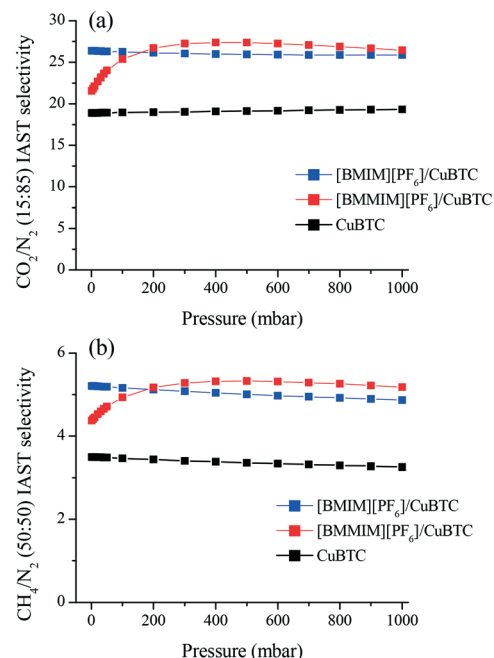 (a)
30
25
20
15
10
5
0
CO₂/N₂ (15:85) IAST selectivity
[BMIM][PF₆]/CuBTC
[BMMIM][PF₆]/CuBTC
CuBTC
0 200 400 600 800 1000
Pressure (mbar)
(b)
6
4
2
0
CH₄/N₂ (50:50) IAST selectivity
[BMIM][PF₆]/CuBTC
[BMMIM][PF₆]/CuBTC
CuBTC
0 200 400 600 800 1000
Pressure (mbar)